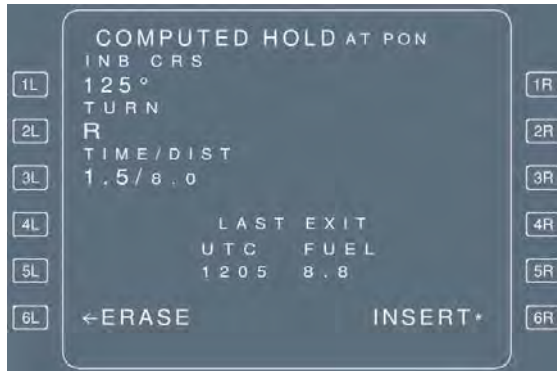 COMPUTED HOLD AT PON
INB CRS
1L 125° 1R
TURN
2L R 2R
TIME/DIST
3L 1.5/8.0 3R
4L LAST EXIT 4R
UTC FUEL
5L 1205 8.8 5R
6L ←ERASE INSERT* 6R